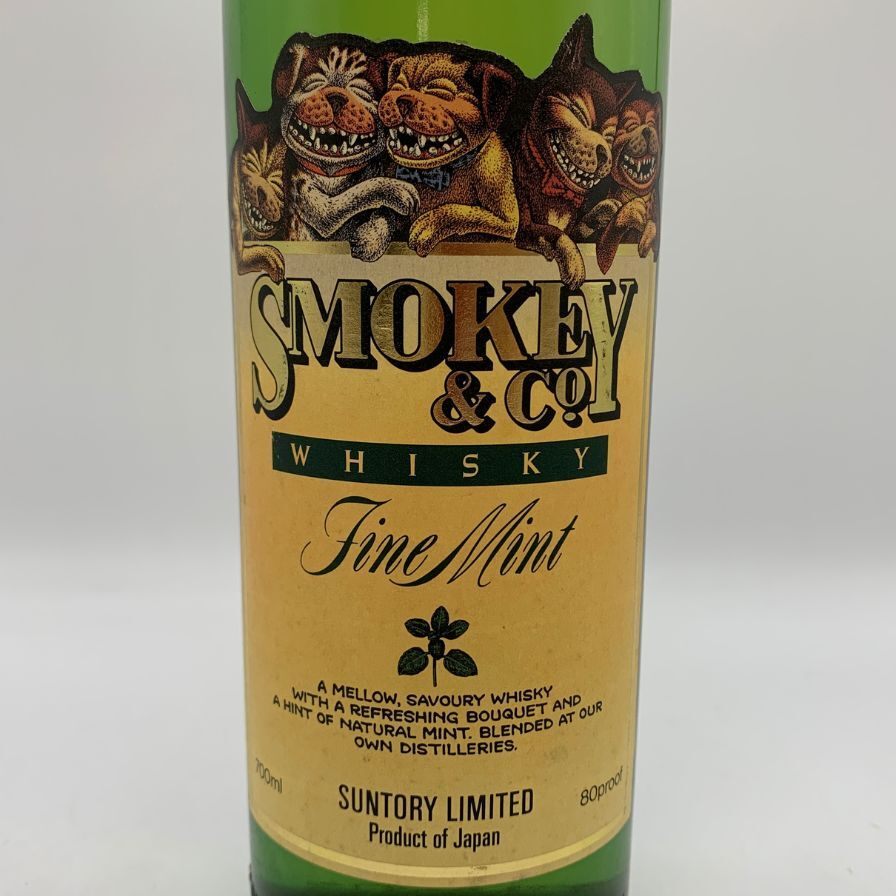 SMOKEY
& Co.
WHISKY
Fine Mint
A MELLOW, SAVOURY WHISKY
WITH A REFRESHING BOUQUET AND
A HINT OF NATURAL MINT. BLENDED AT OUR
OWN DISTILLERIES.
700ml
80proof
SUNTORY LIMITED
Product of Japan